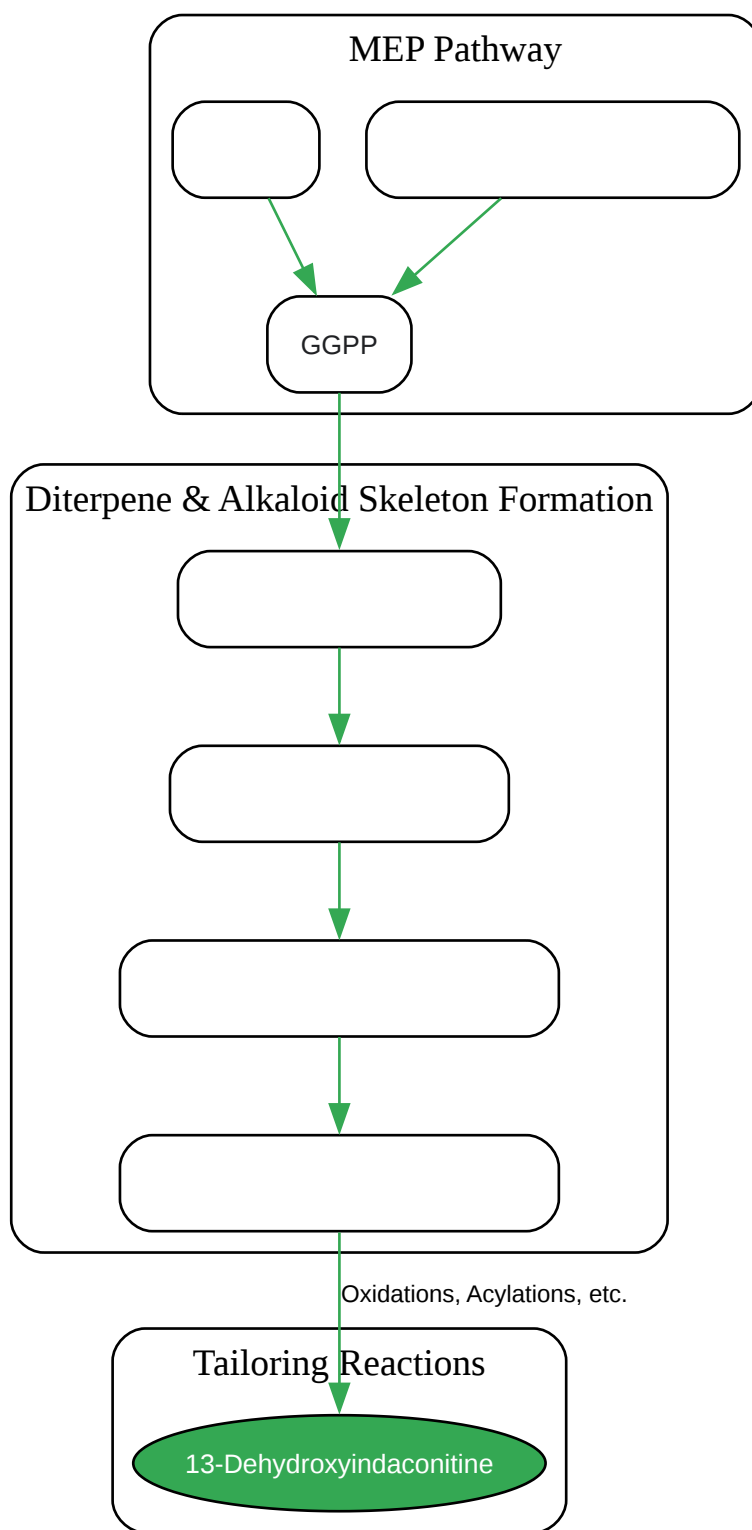 MEP Pathway
GGPP
Diterpene & Alkaloid Skeleton Formation
Oxidations, Acylations, etc.
Tailoring Reactions
13-Dehydroxyindaconitine